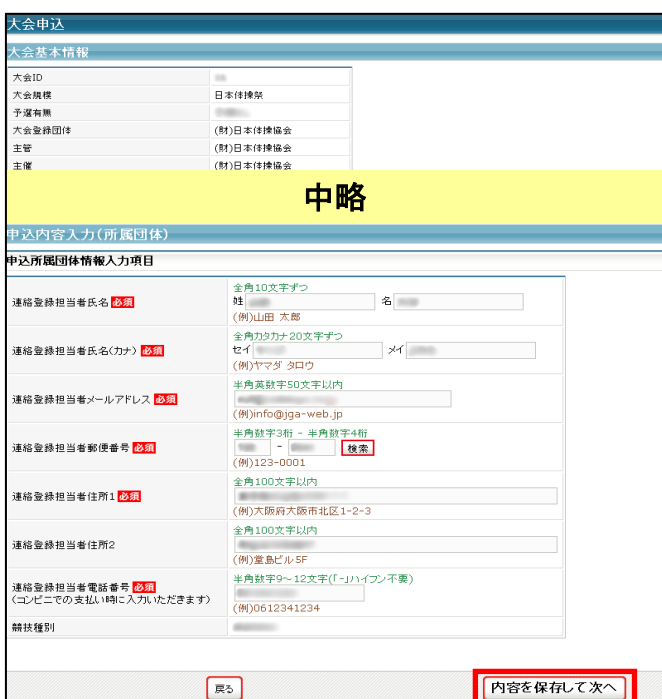 大会申込
大会基本情報
大会ID
大会規模 日本体操祭
予選有無
大会登録団体 (財)日本体操協会
主管 (財)日本体操協会
主催 (財)日本体操協会
中略
申込内容入力(所属団体)
申込所属団体情報入力項目
連絡登録担当者氏名 必須
全角10文字ずつ
姓 名
(例)山田 太郎
連絡登録担当者氏名(カナ) 必須
全角カタカナ20文字ずつ
セイ メイ
(例)ヤマダ タロウ
連絡登録担当者メールアドレス 必須
半角英数字50文字以内
(例)info@jga-web.jp
連絡登録担当者郵便番号 必須
半角数字3桁 - 半角数字4桁
- 検索
(例)123-0001
連絡登録担当者住所1 必須
全角100文字以内
(例)大阪府大阪市北区1-2-3
連絡登録担当者住所2
全角100文字以内
(例)堂島ビル5F
連絡登録担当者電話番号 必須
(コンビニでの支払い時に入力いただきます)
半角数字9～12文字(「-」ハイフン不要)
(例)0612341234
競技種別
戻る 内容を保存して次へ